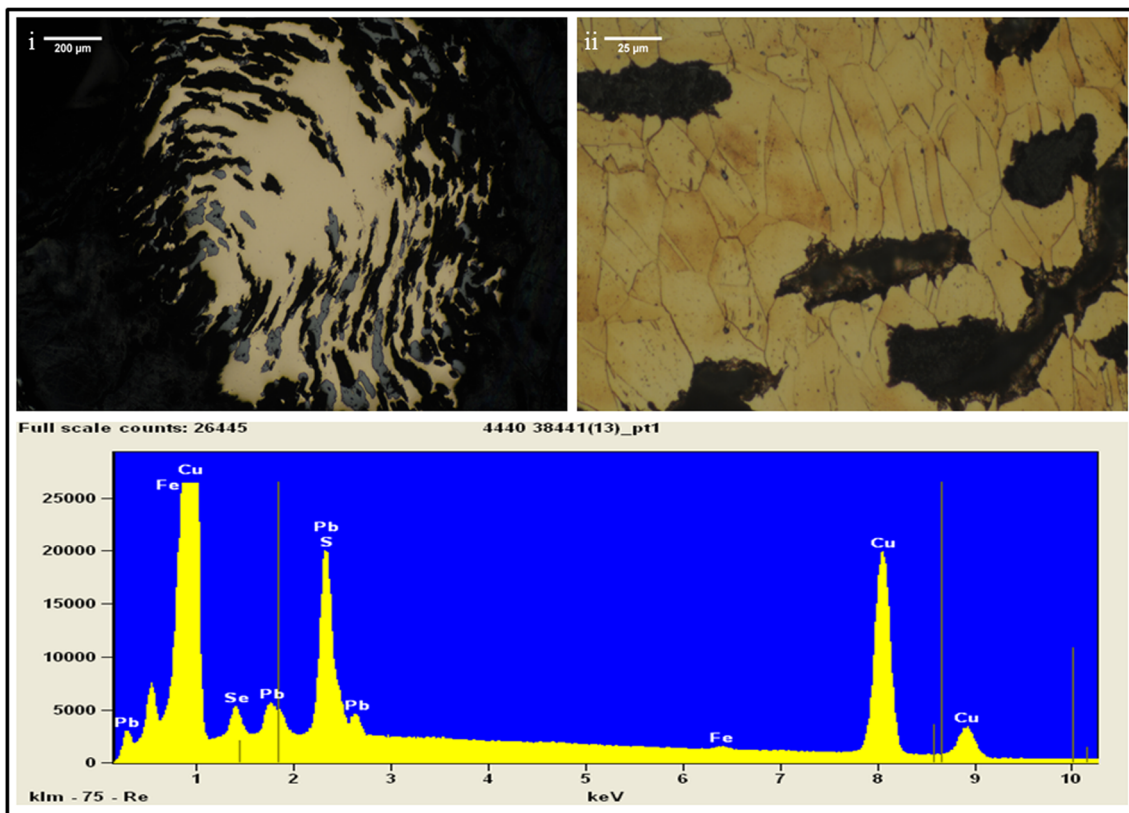 i
200 µm
ii
25 µm
Full scale counts: 26445 4440 38441(13)_pt1
Cu
Fe
25000
Pb
S
Cu
20000
15000
10000
Se
Pb
Pb
Cu
5000
Pb
Fe
0
1 2 3 4 5 6 7 8 9 10
klm - 75 - Re keV